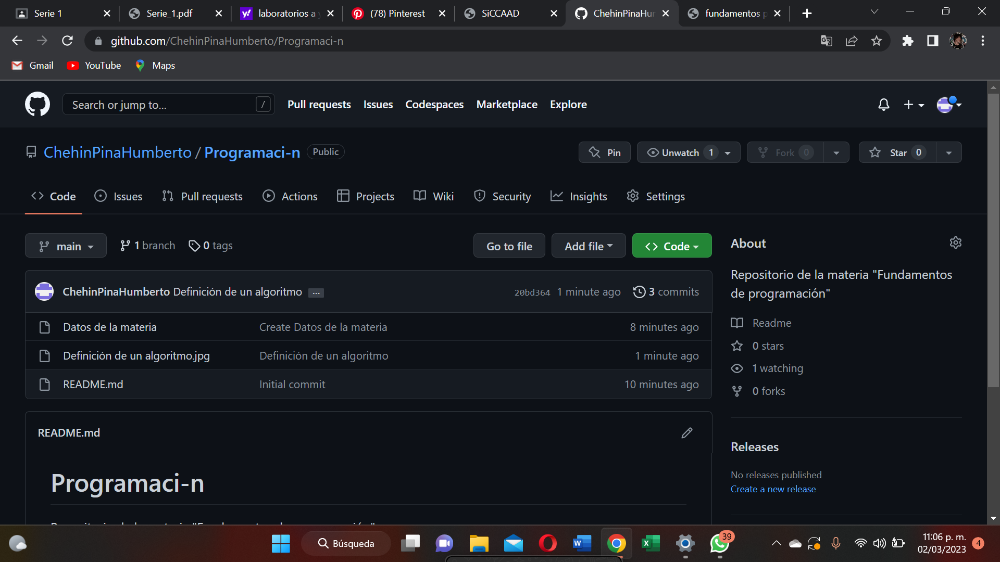 Serie 1
Serie_1.pdf
laboratorios a y
(78) Pinterest
SiCCAAD
ChehinPinaHur
fundamentos p
github.com/ChehinPinaHumberto/Programaci-n
Gmail
YouTube
Maps
Search or jump to...
/
Pull requests
Issues
Codespaces
Marketplace
Explore
ChehinPinaHumberto / Programaci-n
Public
Pin
Unwatch 1
Fork 0
Star 0
Code
Issues
Pull requests
Actions
Projects
Wiki
Security
Insights
Settings
main
1 branch
0 tags
Go to file
Add file
Code
ChehinPinaHumberto Definición de un algoritmo ...
20bd364 1 minute ago
3 commits
Datos de la materia
Create Datos de la materia
8 minutes ago
Definición de un algoritmo.jpg
Definición de un algoritmo
1 minute ago
README.md
Initial commit
10 minutes ago
README.md
Programaci-n
About
Repositorio de la materia "Fundamentos
de programación"
Readme
0 stars
1 watching
0 forks
Releases
No releases published
Create a new release
Búsqueda
39
11:06 p. m.
02/03/2023
4